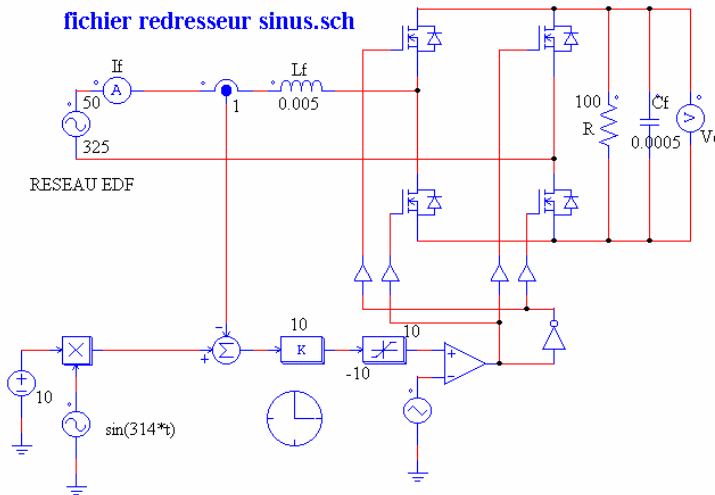 fichier redresseur sinus.sch
If
A
50
325
RESEAU EDF
1
Lf
0.005
100
R
Cf
0.0005
V
10
K
10
-10
10
sin(314*t)